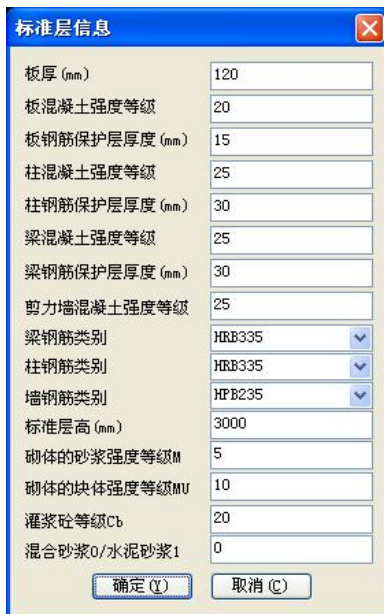 标准层信息
板厚(mm) 120
板混凝土强度等级 20
板钢筋保护层厚度(mm) 15
柱混凝土强度等级 25
柱钢筋保护层厚度(mm) 30
梁混凝土强度等级 25
梁钢筋保护层厚度(mm) 30
剪力墙混凝土强度等级 25
梁钢筋类别 HRB335
柱钢筋类别 HRB335
墙钢筋类别 HPB235
标准层高(mm) 3000
砌体的砂浆强度等级M 5
砌体的块体强度等级MU 10
灌浆砼等级Cb 20
混合砂浆0/水泥砂浆1 0
确定(Y) 取消(C)